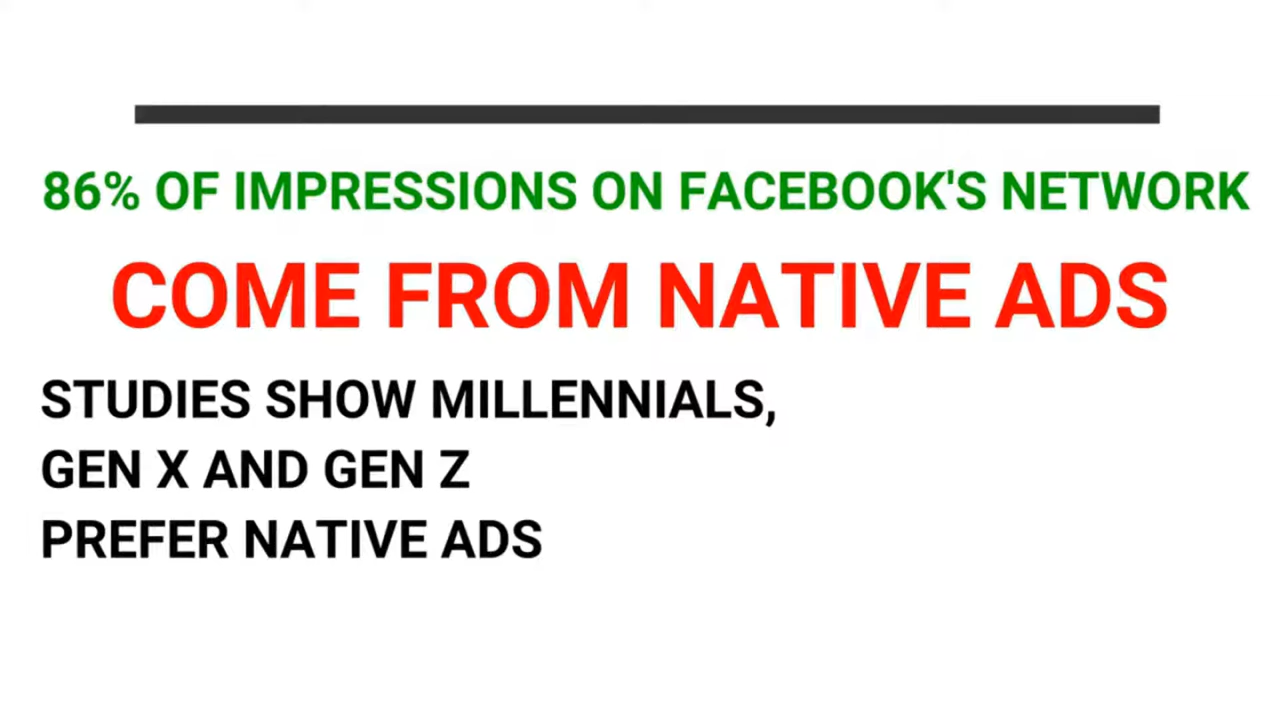 86% OF IMPRESSIONS ON FACEBOOK'S NETWORK
COME FROM NATIVE ADS
STUDIES SHOW MILLENNIALS,
GEN X AND GEN Z
PREFER NATIVE ADS